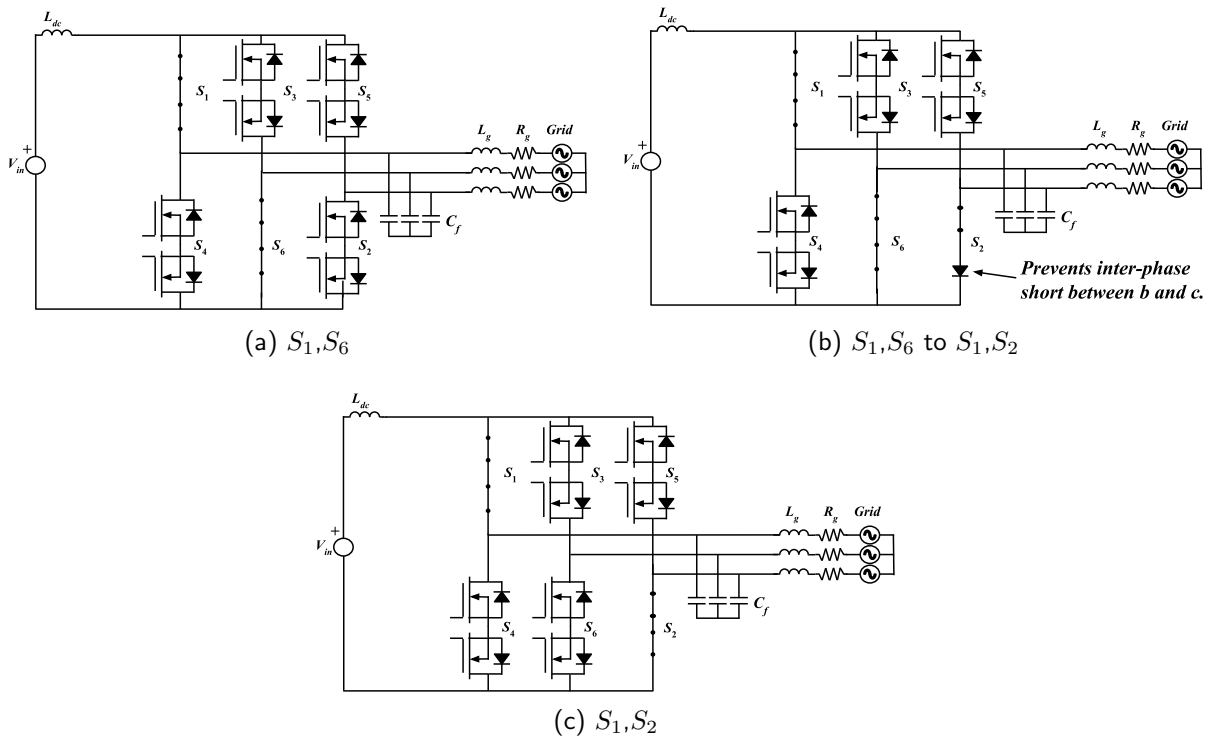 L_dc
S_1
S_3
S_5
L_g R_g Grid
+
V_in
C_f
S_4
S_6
S_2
(a) S_1,S_6
L_dc
S_1
S_3
S_5
L_g R_g Grid
+
V_in
C_f
S_4
S_6
S_2
Prevents inter-phase
short between b and c.
(b) S_1,S_6 to S_1,S_2
L_dc
S_1
S_3
S_5
L_g R_g Grid
+
V_in
C_f
S_4
S_6
S_2
(c) S_1,S_2